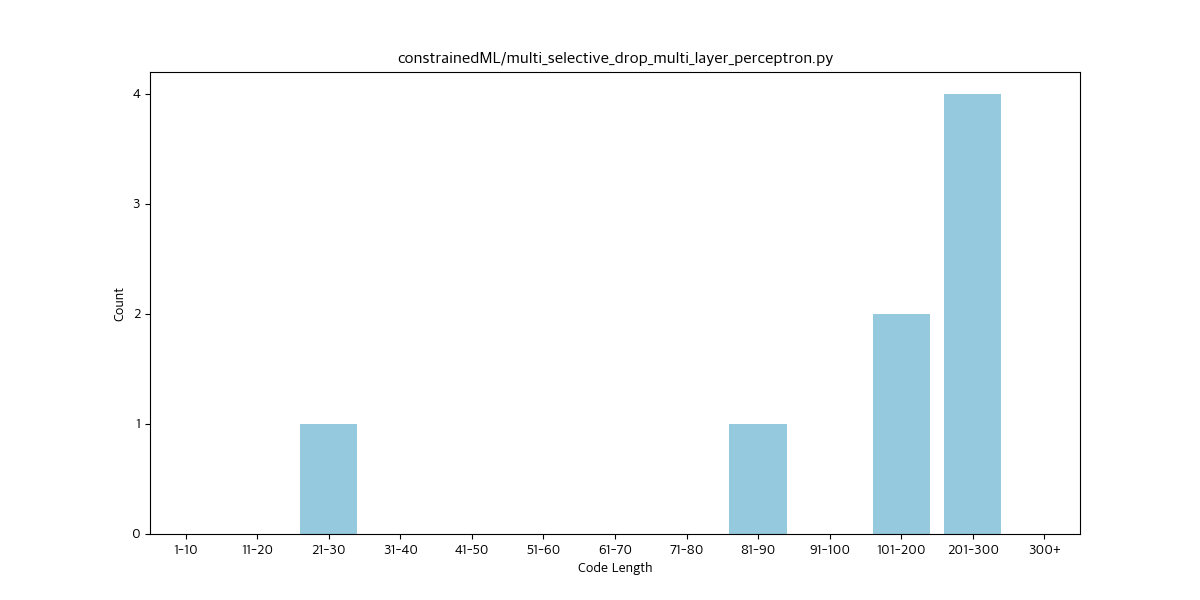 constrainedML/multi_selective_drop_multi_layer_perceptron.py
4
3
2
1
0
Count
1-10 11-20 21-30 31-40 41-50 51-60 61-70 71-80 81-90 91-100 101-200 201-300 300+
Code Length